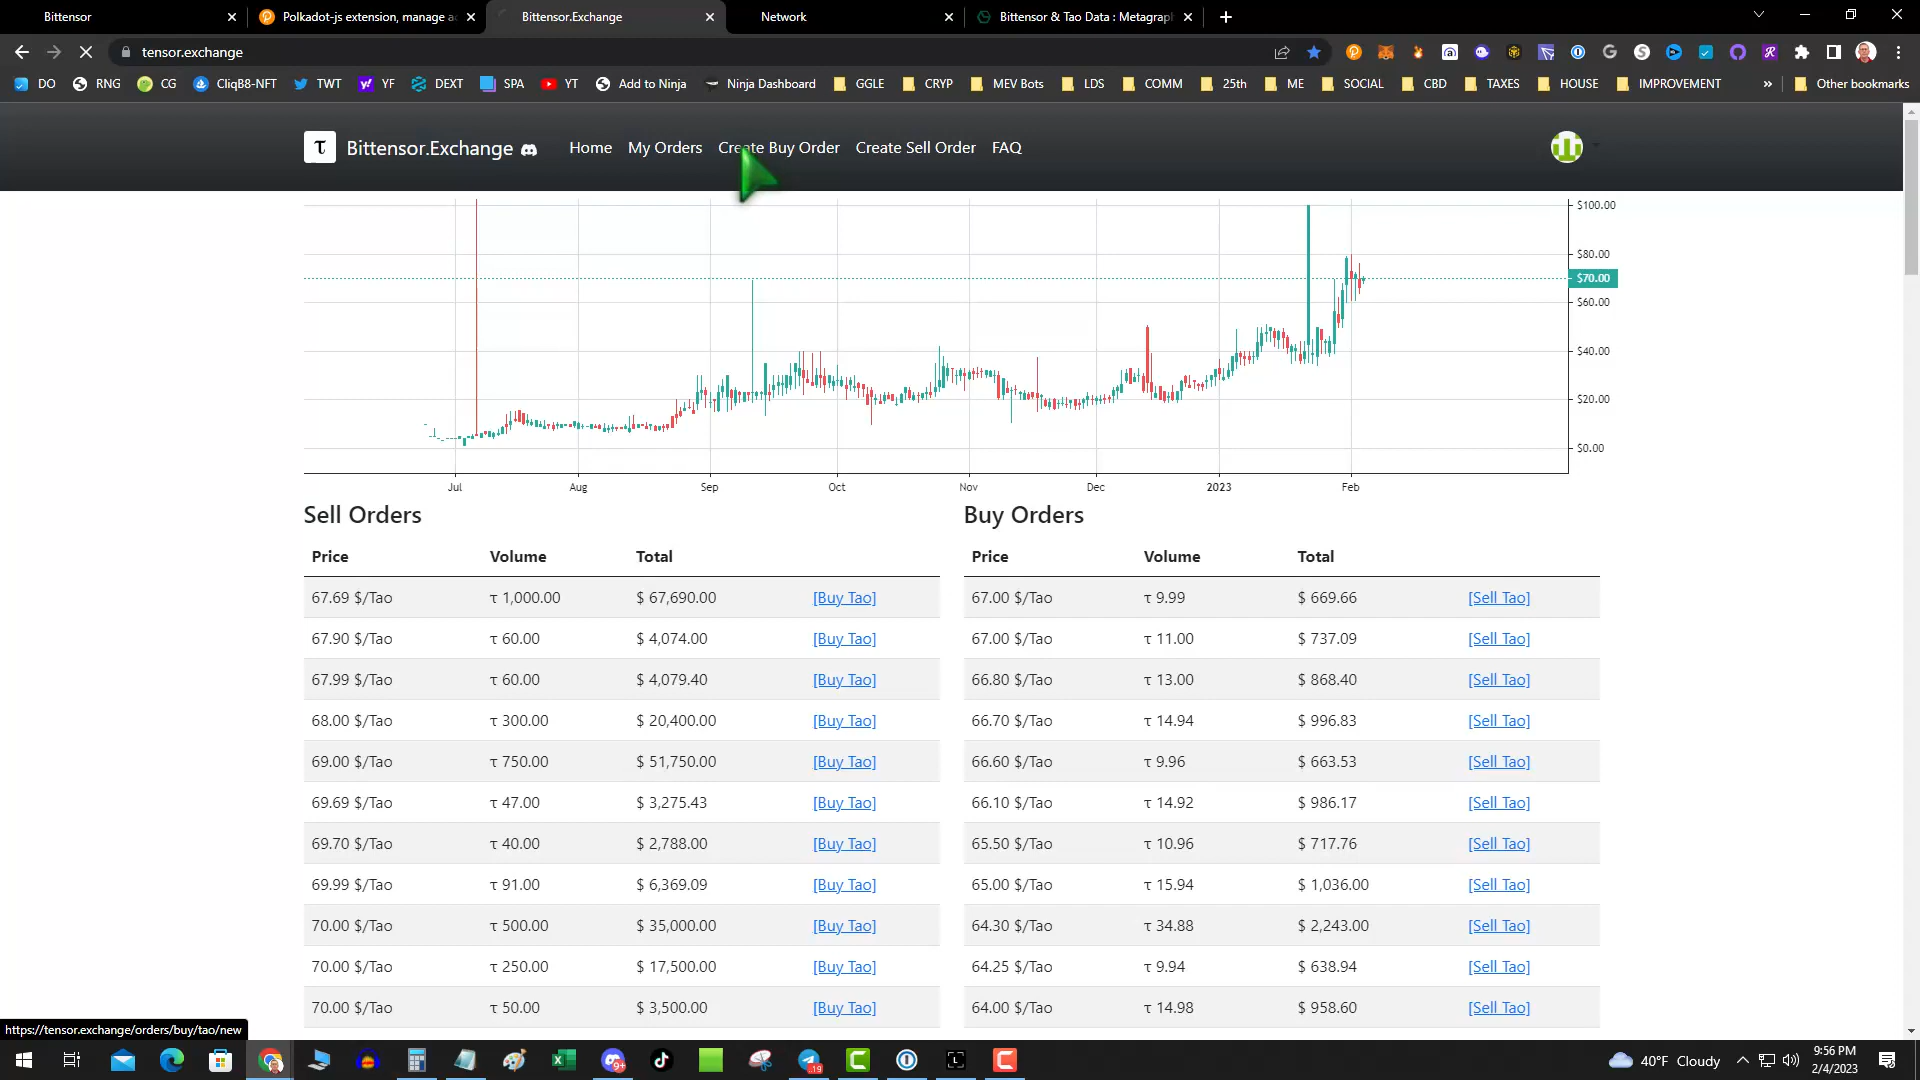 Bittensor
Polkadot-js extension, manage ac
Bittensor.Exchange
Network
Bittensor & Tao Data : Metagraph
tensor.exchange
DO
RNG
CG
CliqB8-NFT
TWT
YF
DEXT
SPA
YT
Add to Ninja
Ninja Dashboard
GGLE
CRYP
MEV Bots
LDS
COMM
25th
ME
SOCIAL
CBD
TAXES
HOUSE
IMPROVEMENT
Other bookmarks
τ Bittensor.Exchange
Home
My Orders
Create Buy Order
Create Sell Order
FAQ
$100.00
$80.00
$70.00
$60.00
$40.00
$20.00
$0.00
Jul Aug Sep Oct Nov Dec 2023 Feb
Sell Orders
Price Volume Total
67.69 $/Tao τ 1,000.00 $ 67,690.00 [Buy Tao]
67.90 $/Tao τ 60.00 $ 4,074.00 [Buy Tao]
67.99 $/Tao τ 60.00 $ 4,079.40 [Buy Tao]
68.00 $/Tao τ 300.00 $ 20,400.00 [Buy Tao]
69.00 $/Tao τ 750.00 $ 51,750.00 [Buy Tao]
69.69 $/Tao τ 47.00 $ 3,275.43 [Buy Tao]
69.70 $/Tao τ 40.00 $ 2,788.00 [Buy Tao]
69.99 $/Tao τ 91.00 $ 6,369.09 [Buy Tao]
70.00 $/Tao τ 500.00 $ 35,000.00 [Buy Tao]
70.00 $/Tao τ 250.00 $ 17,500.00 [Buy Tao]
70.00 $/Tao τ 50.00 $ 3,500.00 [Buy Tao]
Buy Orders
Price Volume Total
67.00 $/Tao τ 9.99 $ 669.66 [Sell Tao]
67.00 $/Tao τ 11.00 $ 737.09 [Sell Tao]
66.80 $/Tao τ 13.00 $ 868.40 [Sell Tao]
66.70 $/Tao τ 14.94 $ 996.83 [Sell Tao]
66.60 $/Tao τ 9.96 $ 663.53 [Sell Tao]
66.10 $/Tao τ 14.92 $ 986.17 [Sell Tao]
65.50 $/Tao τ 10.96 $ 717.76 [Sell Tao]
65.00 $/Tao τ 15.94 $ 1,036.00 [Sell Tao]
64.30 $/Tao τ 34.88 $ 2,243.00 [Sell Tao]
64.25 $/Tao τ 9.94 $ 638.94 [Sell Tao]
64.00 $/Tao τ 14.98 $ 958.60 [Sell Tao]
https://tensor.exchange/orders/buy/tao/new
40°F Cloudy
9:56 PM
2/4/2023